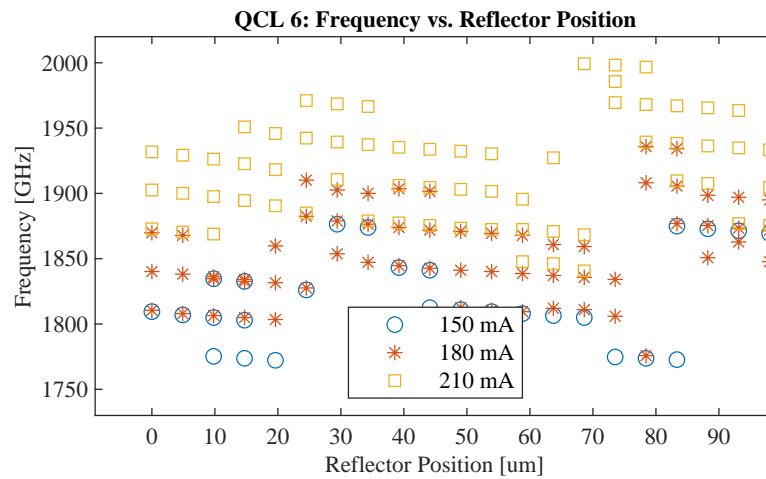 QCL 6: Frequency vs. Reflector Position
Frequency [GHz]
2000
1950
1900
1850
1800
1750
150 mA
180 mA
210 mA
0 10 20 30 40 50 60 70 80 90
Reflector Position [um]